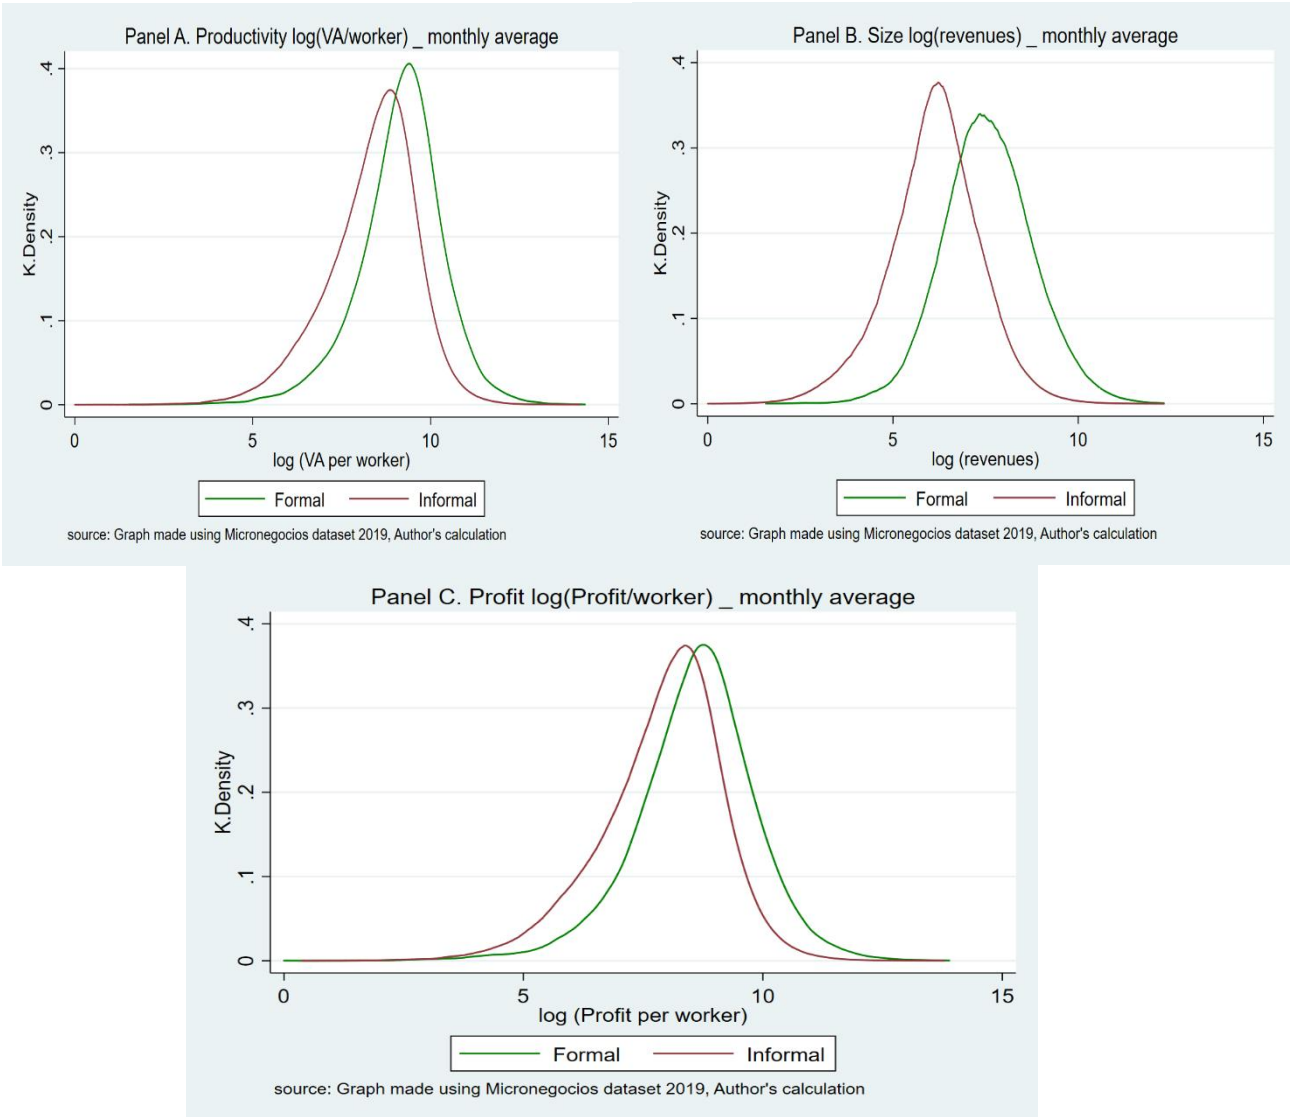 Panel A. Productivity log(VA/worker) _ monthly average
K.Density
.4
.3
.2
.1
0
0 5 10 15
log (VA per worker)
Formal Informal
source: Graph made using Micronegocios dataset 2019, Author's calculation
Panel B. Size log(revenues) _ monthly average
K.Density
.4
.3
.2
.1
0
0 5 10 15
log (revenues)
Formal Informal
source: Graph made using Micronegocios dataset 2019, Author's calculation
Panel C. Profit log(Profit/worker) _ monthly average
K.Density
.4
.3
.2
.1
0
0 5 10 15
log (Profit per worker)
Formal Informal
source: Graph made using Micronegocios dataset 2019, Author's calculation